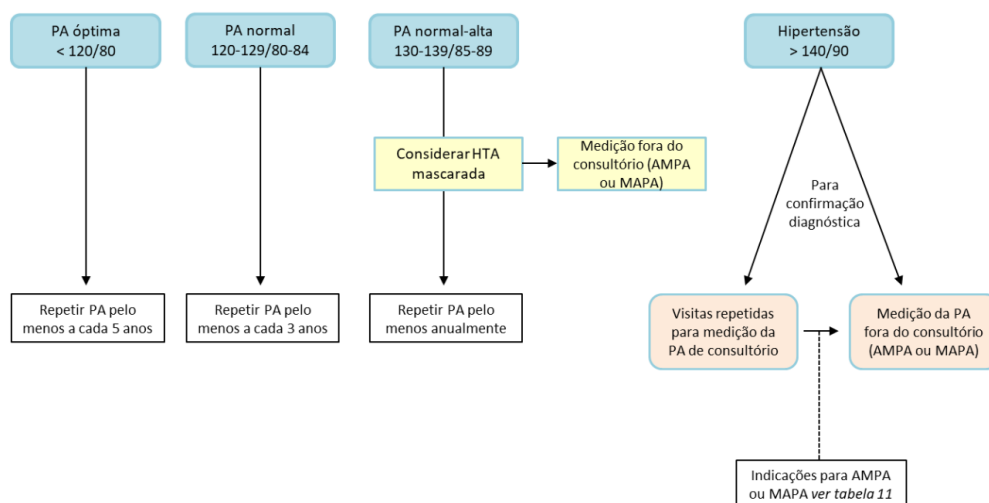 PA óptima
< 120/80
PA normal
120-129/80-84
PA normal-alta
130-139/85-89
Hipertensão
> 140/90
Considerar HTA
mascarada
Medição fora do
consultório (AMPA
ou MAPA)
Para
confirmação
diagnóstica
Repetir PA pelo
menos a cada 5 anos
Repetir PA pelo
menos a cada 3 anos
Repetir PA pelo
menos anualmente
Visitas repetidas
para medição da
PA de consultório
Medição da PA
fora do consultório
(AMPA ou MAPA)
Indicações para AMPA
ou MAPA ver tabela 11